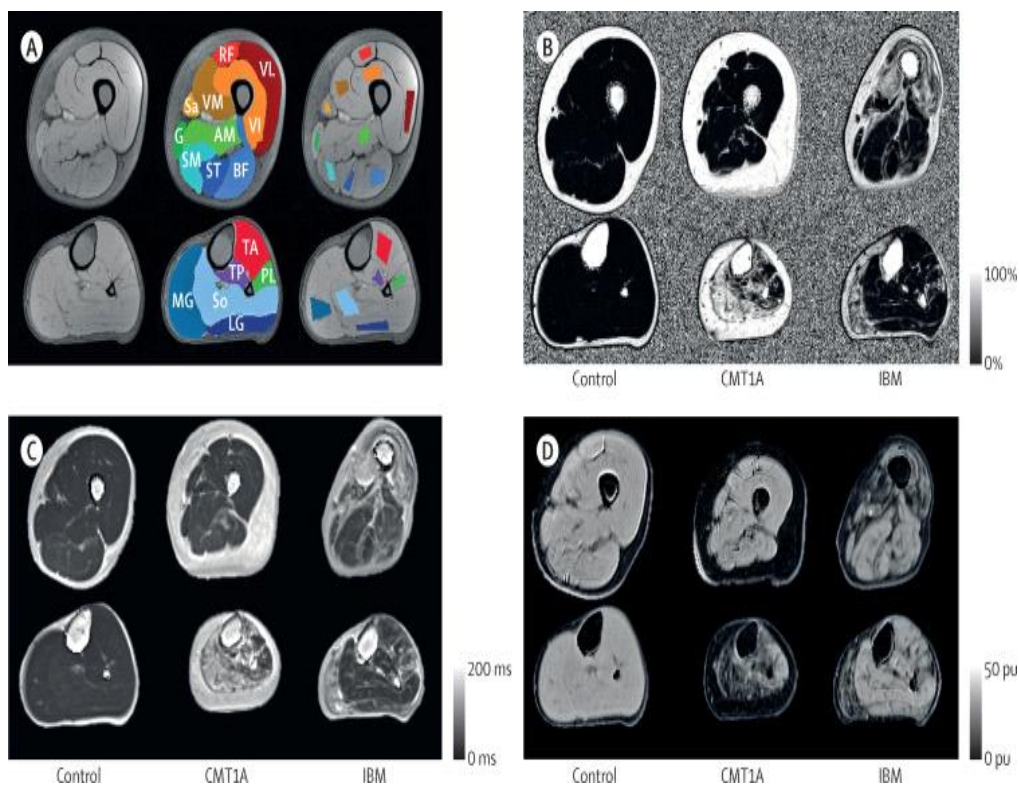 A
RF
VL
Sa
VM
VI
G
AM
SM
ST
BF
TA
TP
PL
MG
So
LG
B
100%
0%
Control
CMT1A
IBM
C
200 ms
0 ms
Control
CMT1A
IBM
D
50 pu
0 pu
Control
CMT1A
IBM